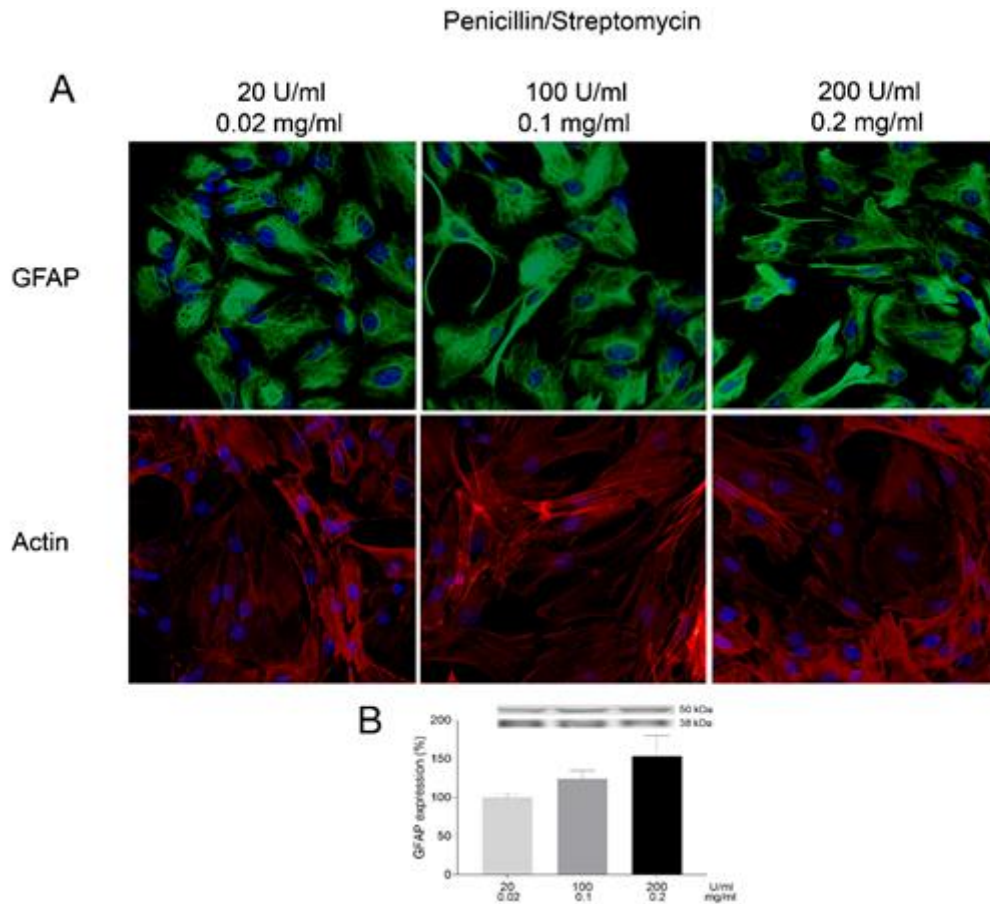 Penicillin/Streptomycin
A
20 U/ml
0.02 mg/ml
100 U/ml
0.1 mg/ml
200 U/ml
0.2 mg/ml
GFAP
Actin
B
50 kDa
38 kDa
GFAP expression (%)
200
150
100
50
0
20 100 200 U/ml
0.02 0.1 0.2 mg/ml